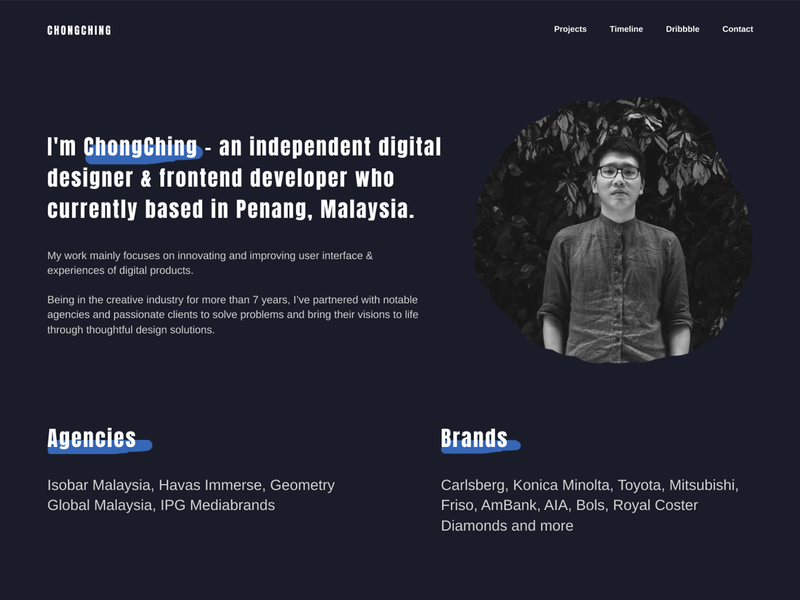 CHONGCHING
Projects Timeline Dribbble Contact
I'm ChongChing - an independent digital
designer & frontend developer who
currently based in Penang, Malaysia.
My work mainly focuses on innovating and improving user interface &
experiences of digital products.
Being in the creative industry for more than 7 years, I've partnered with notable
agencies and passionate clients to solve problems and bring their visions to life
through thoughtful design solutions.
Agencies
Isobar Malaysia, Havas Immerse, Geometry
Global Malaysia, IPG Mediabrands
Brands
Carlsberg, Konica Minolta, Toyota, Mitsubishi,
Friso, AmBank, AIA, Bols, Royal Coster
Diamonds and more